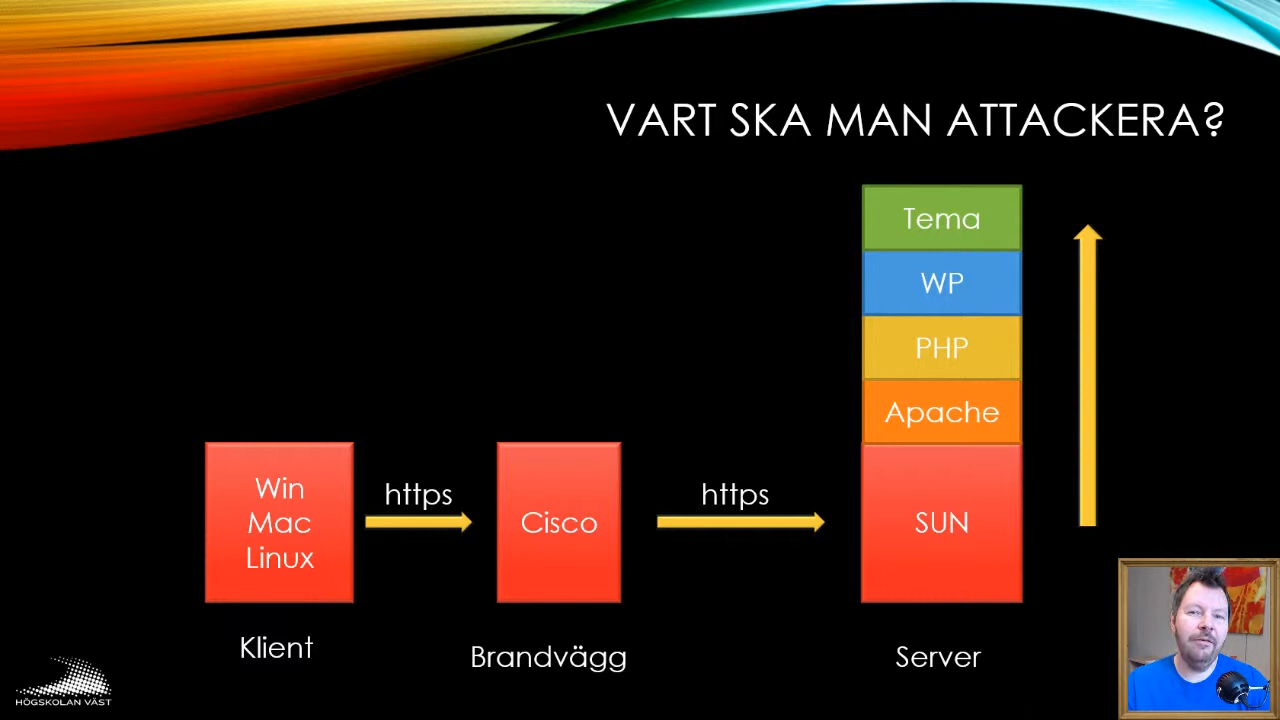 VART SKA MAN ATTACKERA?
Tema
WP
PHP
Apache
Win
Mac
Linux
https
Cisco
https
SUN
Klient
Brandvägg
Server
HÖGSKOLAN VÄST